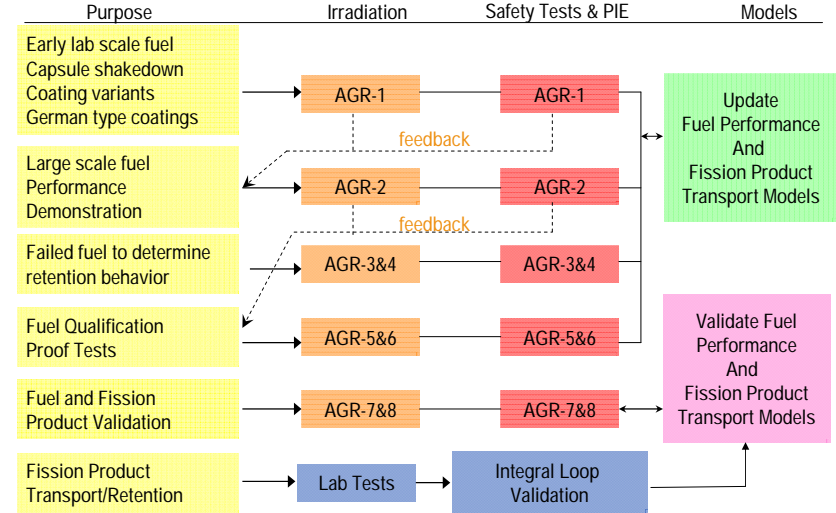 Purpose
Irradiation
Safety Tests & PIE
Models
Early lab scale fuel
Capsule shakedown
Coating variants
German type coatings
AGR-1
AGR-1
Update
Fuel Performance
And
Fission Product
Transport Models
feedback
Large scale fuel
Performance
Demonstration
AGR-2
AGR-2
feedback
Failed fuel to determine
retention behavior
AGR-3&4
AGR-3&4
Fuel Qualification
Proof Tests
AGR-5&6
AGR-5&6
Validate Fuel
Performance
And
Fission Product
Transport Models
Fuel and Fission
Product Validation
AGR-7&8
AGR-7&8
Fission Product
Transport/Retention
Lab Tests
Integral Loop
Validation